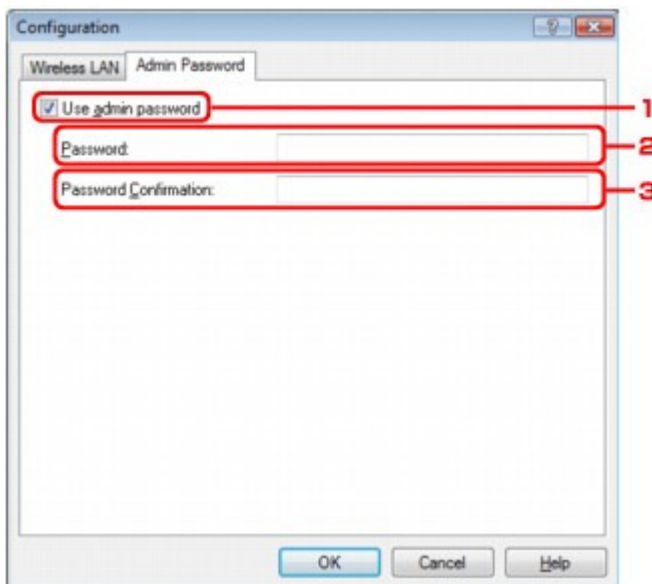 Configuration
Wireless LAN Admin Password
Use admin password 1
Password: 2
Password Confirmation: 3
OK Cancel Help